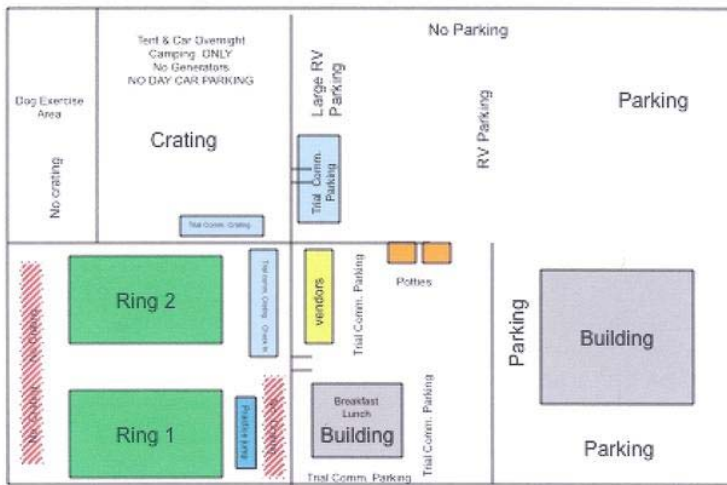 No Parking
Tent & Car Overnight
Camping ONLY
No Generators
NO DAY CAR PARKING
Large RV
Parking
Parking
Dog Exercise
Area
Crating
RV Parking
No crating
Trial Comm.
Parking
Trial Comm. Crating
Ring 2
vendors
Trial Comm. Parking
Potties
Parking
Building
No Crating
No Crating
Ring 1
Practice jump
No Crating
Breakfast
Lunch
Building
Trial Comm. Parking
Trial Comm. Parking
Parking